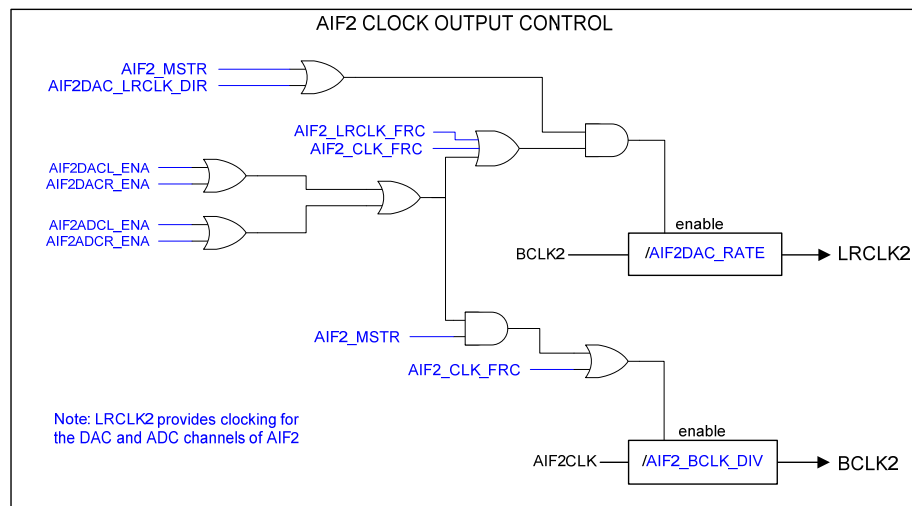 AIF2 CLOCK OUTPUT CONTROL
AIF2_MSTR
AIF2DAC_LRCLK_DIR
AIF2_LRCLK_FRC
AIF2_CLK_FRC
AIF2DACL_ENA
AIF2DACR_ENA
AIF2ADCL_ENA
AIF2ADCR_ENA
enable
BCLK2
/AIF2DAC_RATE
LRCLK2
AIF2_MSTR
AIF2_CLK_FRC
Note: LRCLK2 provides clocking for
the DAC and ADC channels of AIF2
enable
AIF2CLK
/AIF2_BCLK_DIV
BCLK2